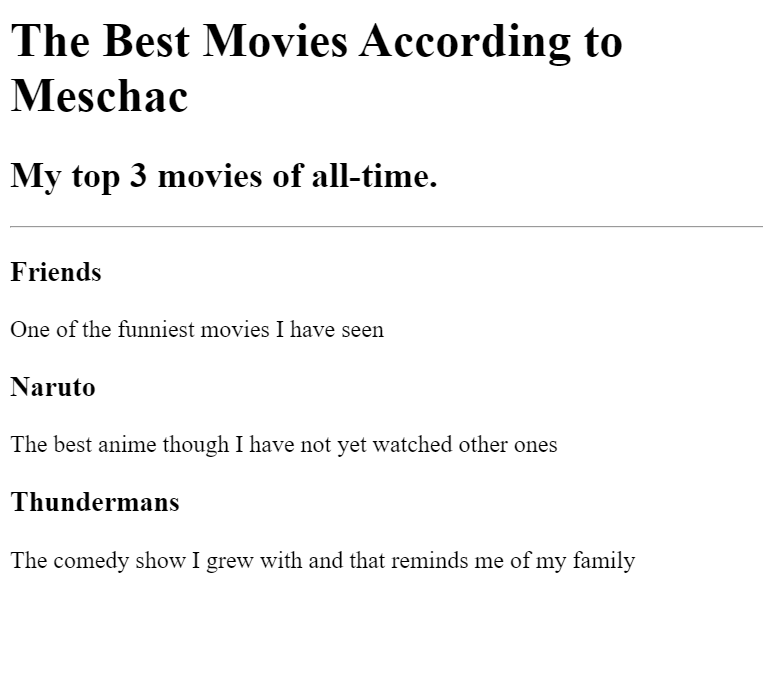 The Best Movies According to
Meschac
My top 3 movies of all-time.
Friends
One of the funniest movies I have seen
Naruto
The best anime though I have not yet watched other ones
Thundermans
The comedy show I grew with and that reminds me of my family